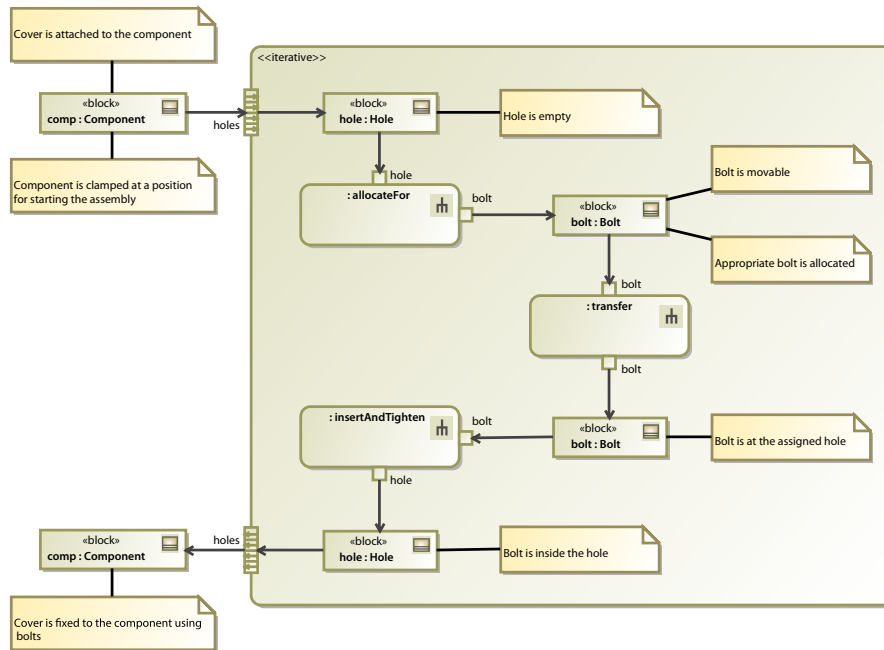 Cover is attached to the component
<<iterative>>
«block»
comp : Component
holes
«block»
hole : Hole
Hole is empty
Component is clamped at a position
for starting the assembly
hole
: allocateFor
bolt
«block»
bolt : Bolt
Bolt is movable
Appropriate bolt is allocated
bolt
: transfer
bolt
: insertAndTighten
bolt
«block»
bolt : Bolt
Bolt is at the assigned hole
hole
«block»
comp : Component
holes
«block»
hole : Hole
Bolt is inside the hole
Cover is fixed to the component using
bolts